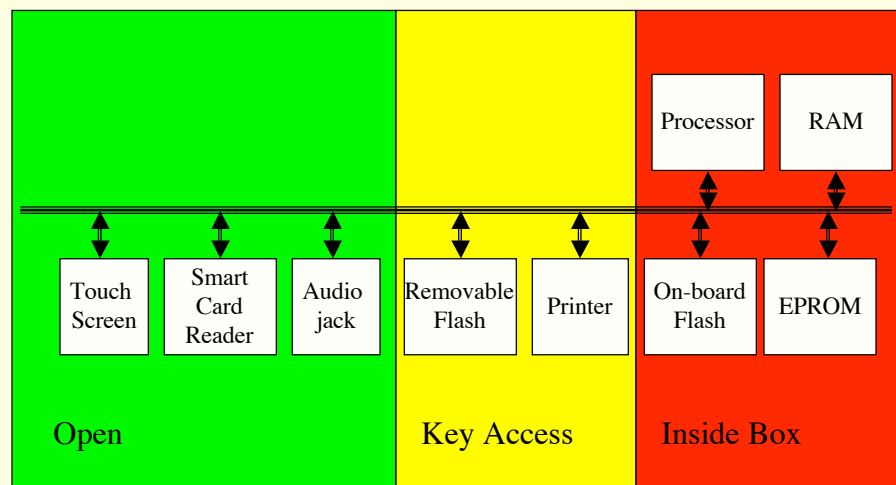 Processor
RAM
Touch
Screen
Smart
Card
Reader
Audio
jack
Removable
Flash
Printer
On-board
Flash
EPROM
Open
Key Access
Inside Box